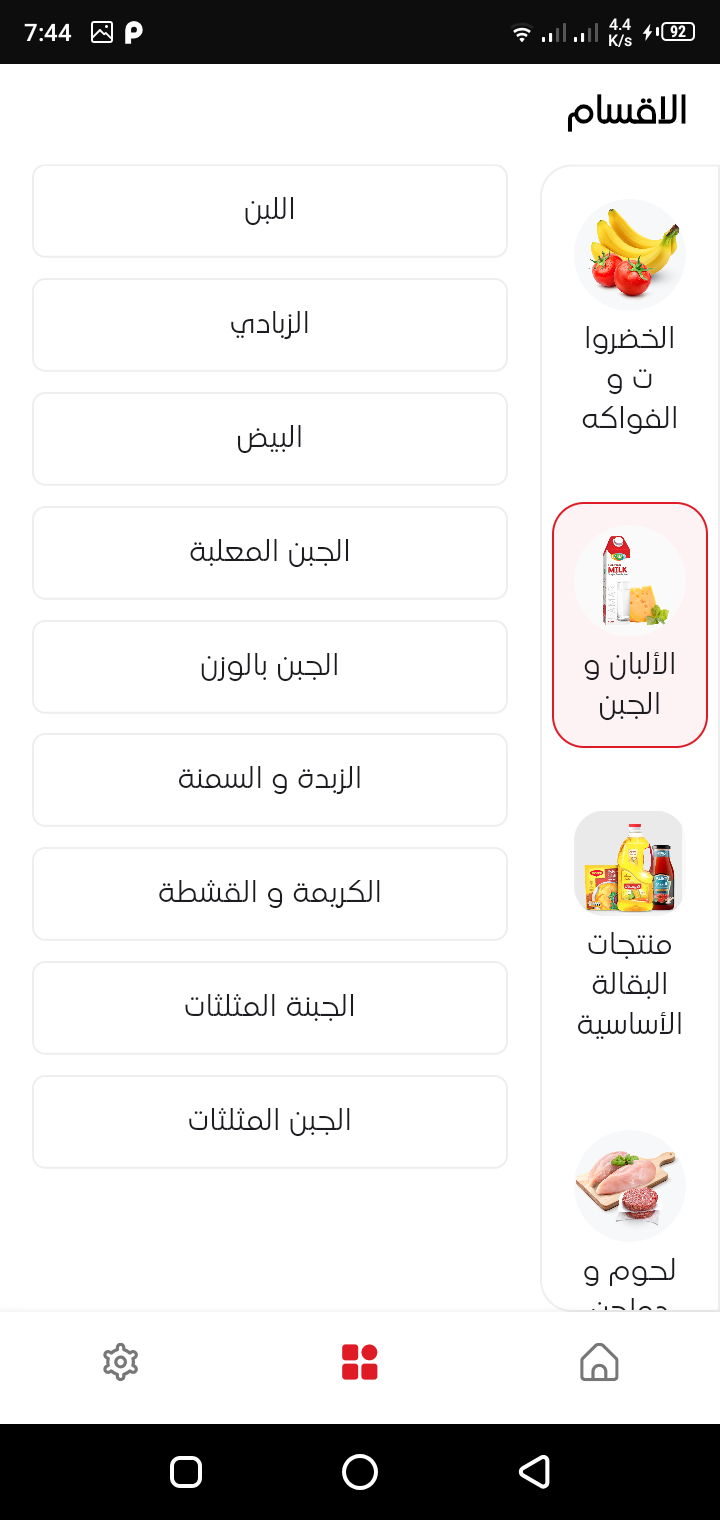 7:44
4.4
K/s
92
الاقسام
الخضروا
ت و
الفواكه
MILK
الألبان و
الجبن
منتجات
البقالة
الأساسية
لحوم و
اللبن
الزبادي
البيض
الجبن المعلبة
الجبن بالوزن
الزبدة و السمنة
الكريمة و القشطة
الجبنة المثلثات
الجبن المثلثات